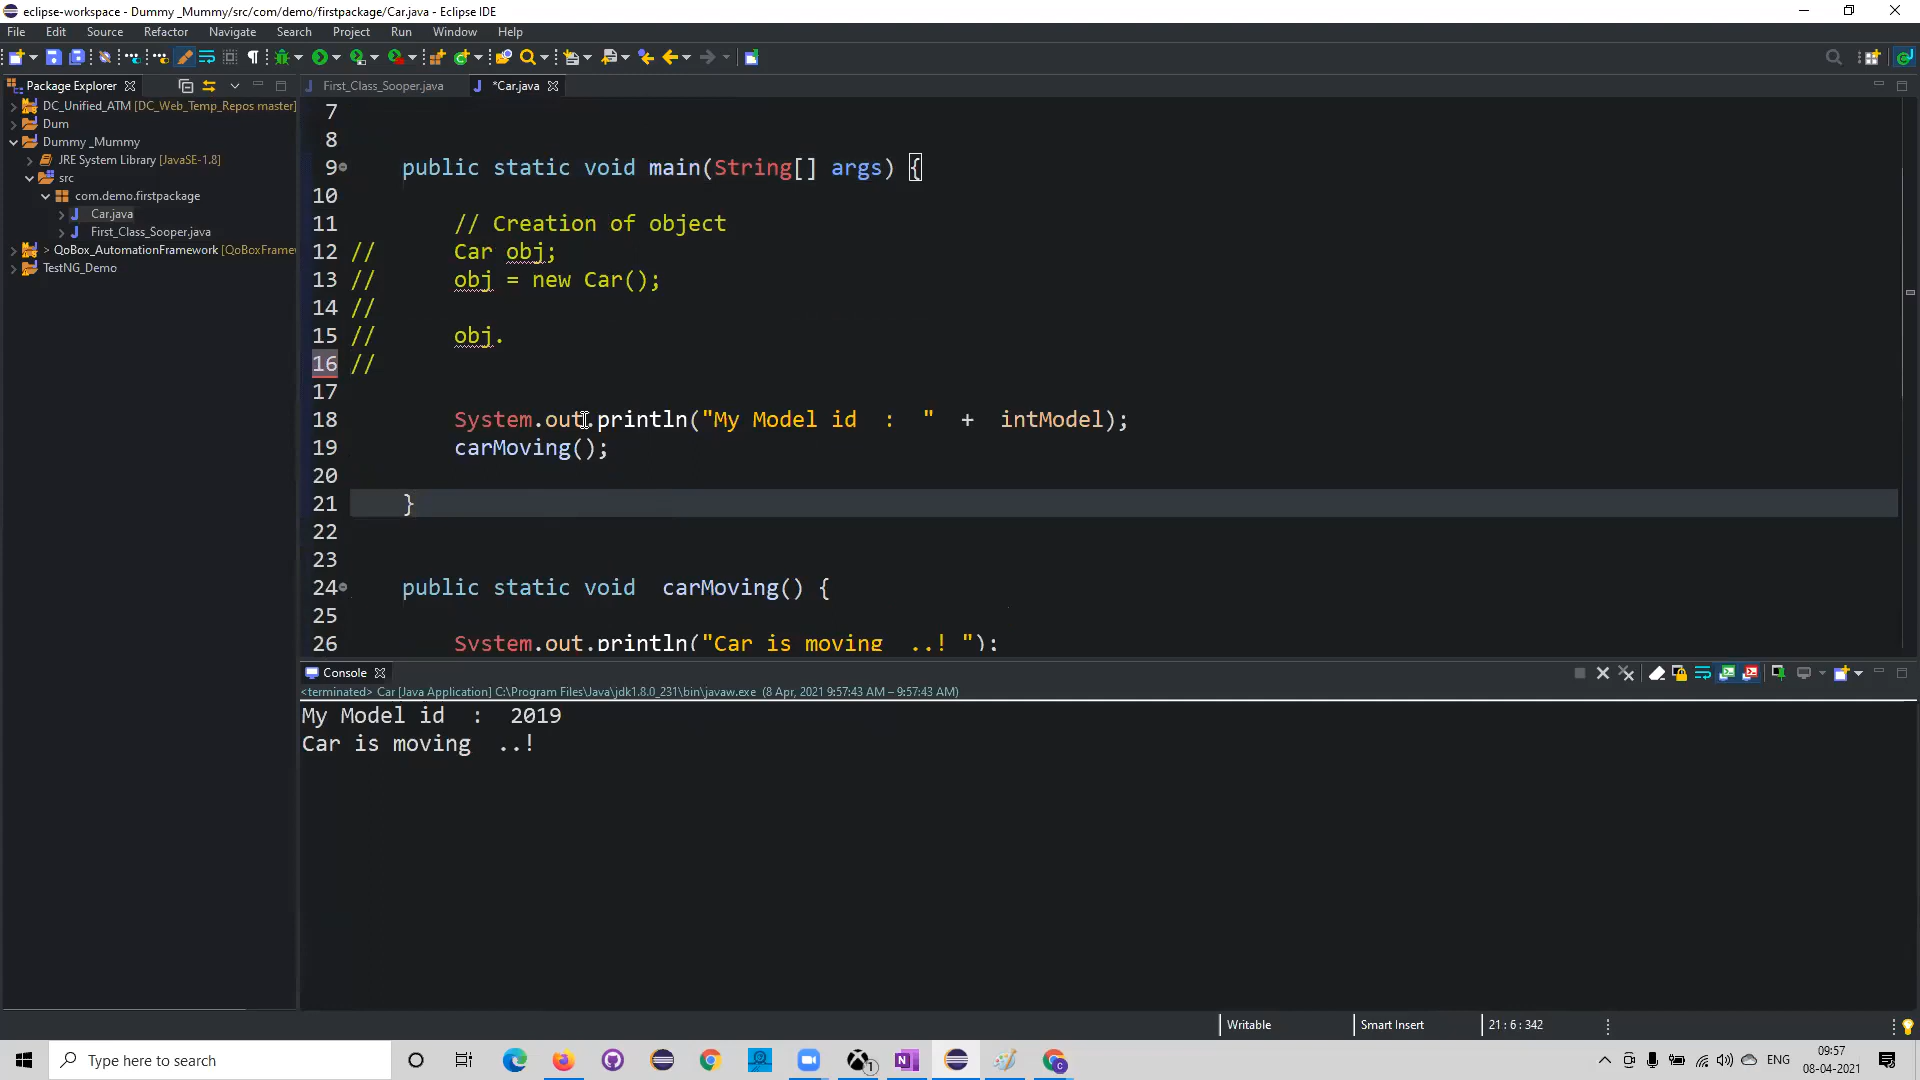 eclipse-workspace - Dummy _Mummy/src/com/demo/firstpackage/Car.java - Eclipse IDE
File Edit Source Refactor Navigate Search Project Run Window Help
Package Explorer
First_Class_Sooper.java
*Car.java
DC_Unified_ATM [DC_Web_Temp_Repos master]
Dum
Dummy _Mummy
JRE System Library [JavaSE-1.8]
src
com.demo.firstpackage
Car.java
First_Class_Sooper.java
> QoBox_AutomationFramework [QoBoxFrame
TestNG_Demo
7
8
9 public static void main(String[] args) {
10
11 // Creation of object
12 // Car obj;
13 // obj = new Car();
14 //
15 // obj.
16 //
17
18 System.out.println("My Model id  :  "  +  intModel);
19 carMoving();
20
21 }
22
23
24 public static void  carMoving() {
25
26 System.out.println("Car is moving  ..! ");
Console
<terminated> Car [Java Application] C:\Program Files\Java\jdk1.8.0_231\bin\javaw.exe (8 Apr, 2021 9:57:43 AM – 9:57:43 AM)
My Model id  :  2019
Car is moving  ..!
Writable
Smart Insert
21 : 6 : 342
Type here to search
1
ENG
09:57
08-04-2021